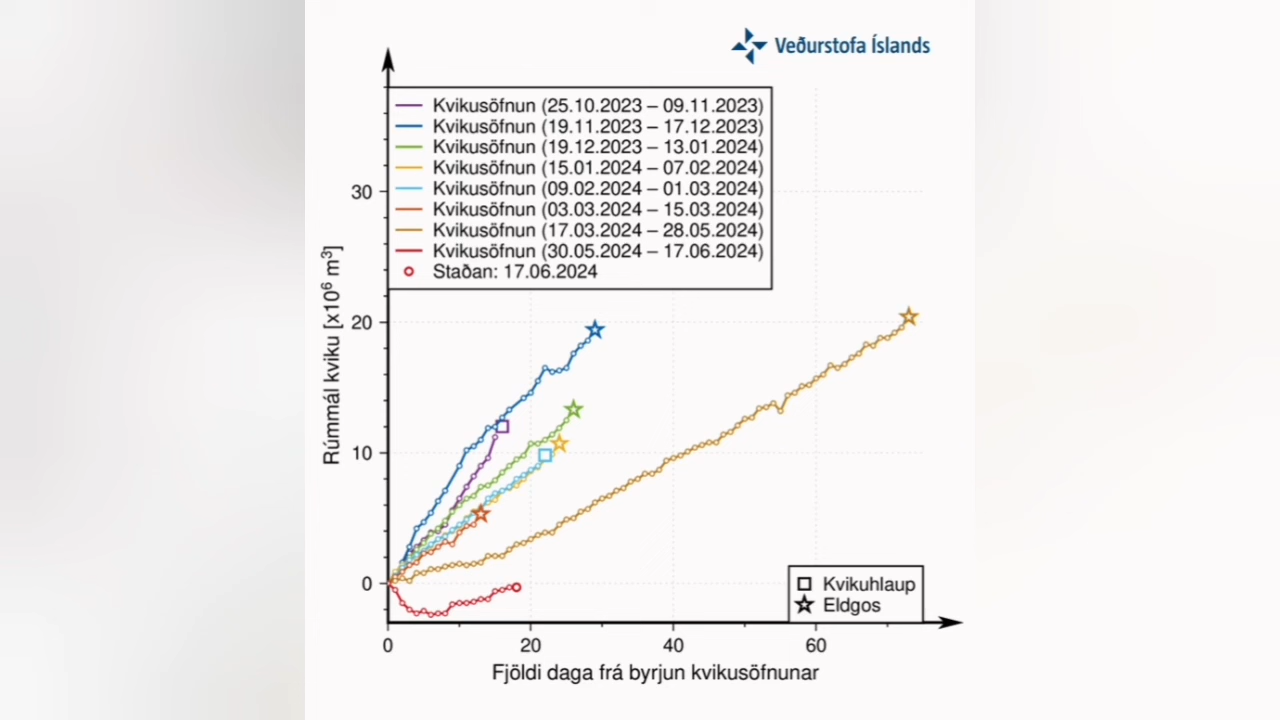 Veðurstofa Íslands
Kvikusöfnun (25.10.2023 – 09.11.2023)
Kvikusöfnun (19.11.2023 – 17.12.2023)
Kvikusöfnun (19.12.2023 – 13.01.2024)
Kvikusöfnun (15.01.2024 – 07.02.2024)
Kvikusöfnun (09.02.2024 – 01.03.2024)
Kvikusöfnun (03.03.2024 – 15.03.2024)
Kvikusöfnun (17.03.2024 – 28.05.2024)
Kvikusöfnun (30.05.2024 – 17.06.2024)
Staðan: 17.06.2024
Rúmmál kviku [x10⁶ m³]
30
20
10
0
Kvikuhlaup
Eldgos
0 20 40 60
Fjöldi daga frá byrjun kvikusöfnunar